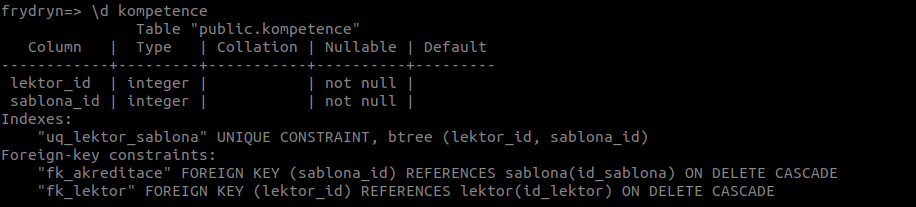 frydryn=> \d kompetence
              Table "public.kompetence"
   Column   |  Type   | Collation | Nullable | Default
------------+---------+-----------+----------+---------
 lektor_id  | integer |           | not null |
 sablona_id | integer |           | not null |
Indexes:
    "uq_lektor_sablona" UNIQUE CONSTRAINT, btree (lektor_id, sablona_id)
Foreign-key constraints:
    "fk_akreditace" FOREIGN KEY (sablona_id) REFERENCES sablona(id_sablona) ON DELETE CASCADE
    "fk_lektor" FOREIGN KEY (lektor_id) REFERENCES lektor(id_lektor) ON DELETE CASCADE